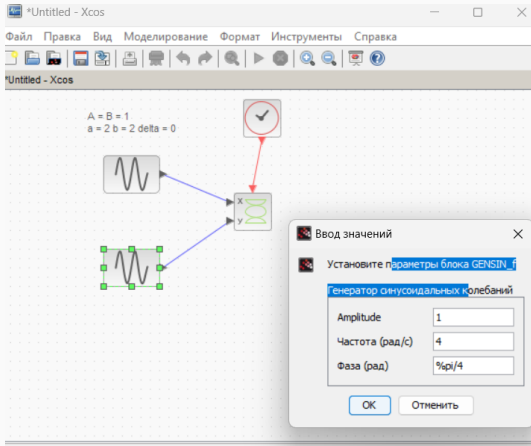 *Untitled - Xcos
Файл Правка Вид Моделирование Формат Инструменты Справка
*Untitled - Xcos
A = B = 1
a = 2 b = 2 delta = 0
x
y
Ввод значений
Установите параметры блока GENSIN_f
Генератор синусоидальных колебаний
Amplitude 1
Частота (рад/с) 4
Фаза (рад) %pi/4
OK Отменить